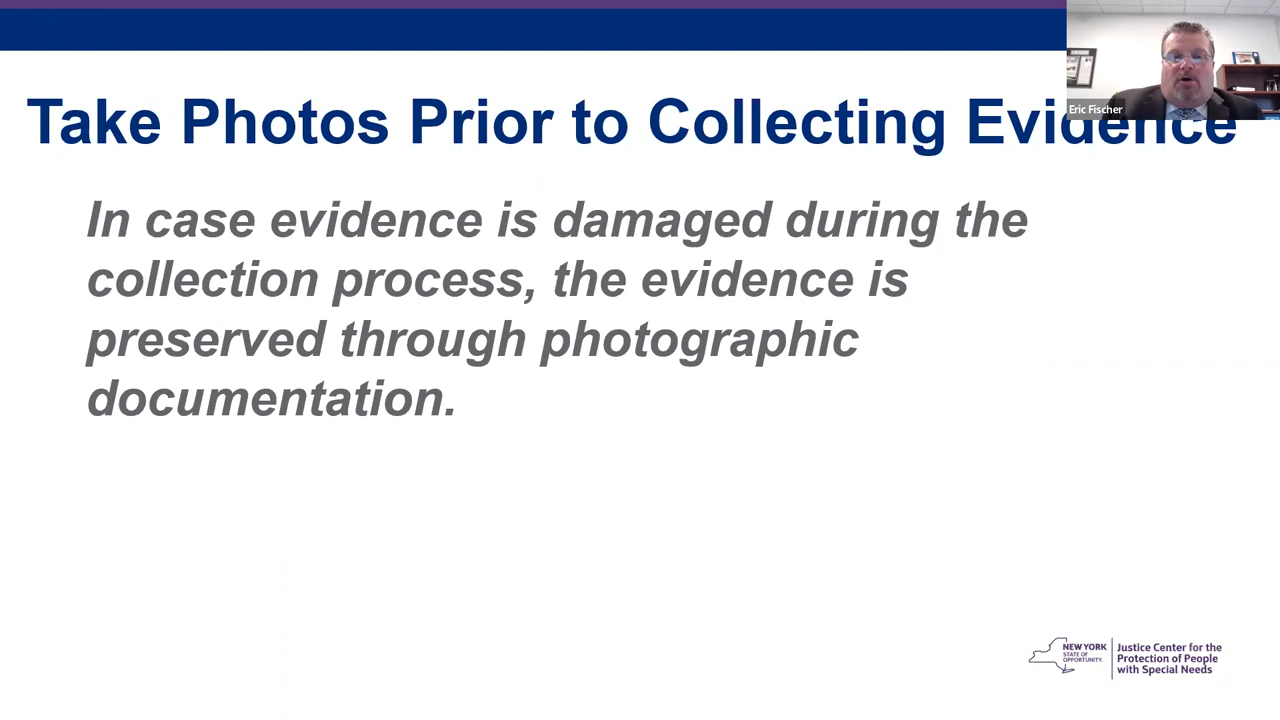 Eric Fischer
Take Photos Prior to Collecting Evidence
In case evidence is damaged during the
collection process, the evidence is
preserved through photographic
documentation.
NEW YORK
STATE OF
OPPORTUNITY.
Justice Center for the
Protection of People
with Special Needs